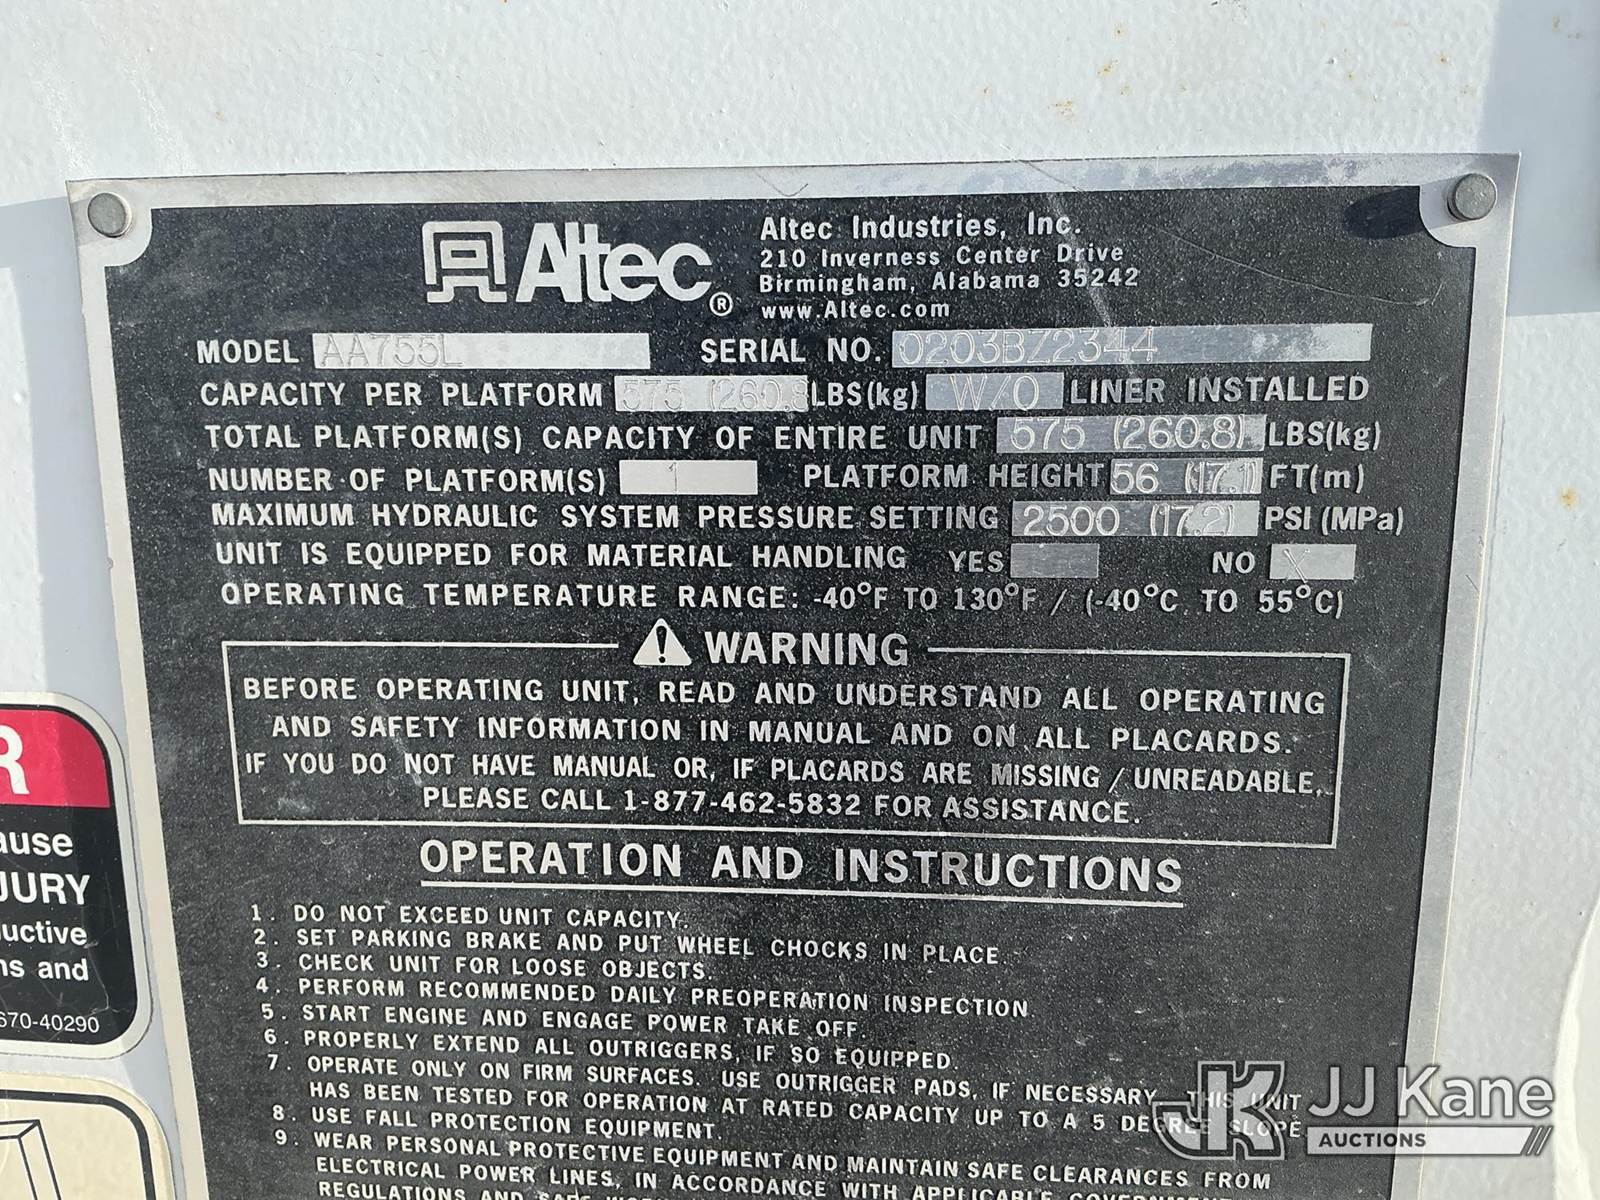 Altec®
Altec Industries, Inc.
210 Inverness Center Drive
Birmingham, Alabama 35242
www.Altec.com
MODEL AA755L SERIAL NO. 0203BZ2344
CAPACITY PER PLATFORM 575 (260.8 LBS(kg) W/O LINER INSTALLED
TOTAL PLATFORM(S) CAPACITY OF ENTIRE UNIT 575 (260.8) LBS(kg)
NUMBER OF PLATFORM(S) 1 PLATFORM HEIGHT 56 (17.1) FT(m)
MAXIMUM HYDRAULIC SYSTEM PRESSURE SETTING 2500 (17.2) PSI (MPa)
UNIT IS EQUIPPED FOR MATERIAL HANDLING YES NO X
OPERATING TEMPERATURE RANGE: -40°F TO 130°F / (-40°C TO 55°C)
WARNING
BEFORE OPERATING UNIT, READ AND UNDERSTAND ALL OPERATING
AND SAFETY INFORMATION IN MANUAL AND ON ALL PLACARDS.
IF YOU DO NOT HAVE MANUAL OR, IF PLACARDS ARE MISSING / UNREADABLE,
PLEASE CALL 1-877-462-5832 FOR ASSISTANCE.
OPERATION AND INSTRUCTIONS
1. DO NOT EXCEED UNIT CAPACITY.
2. SET PARKING BRAKE AND PUT WHEEL CHOCKS IN PLACE
3. CHECK UNIT FOR LOOSE OBJECTS.
4. PERFORM RECOMMENDED DAILY PREOPERATION INSPECTION
5. START ENGINE AND ENGAGE POWER TAKE OFF.
6. PROPERLY EXTEND ALL OUTRIGGERS, IF SO EQUIPPED.
7. OPERATE ONLY ON FIRM SURFACES. USE OUTRIGGER PADS, IF NECESSARY. THIS UNIT
HAS BEEN TESTED FOR OPERATION AT RATED CAPACITY UP TO A 5 DEGREE SLOPE
8. USE FALL PROTECTION EQUIPMENT.
9. WEAR PERSONAL PROTECTIVE EQUIPMENT AND MAINTAIN SAFE CLEARANCES FROM
ELECTRICAL POWER LINES, IN ACCORDANCE WITH APPLICABLE GOVERNMENT
REGULATIONS AND SAFE
R
ause
JURY
uctive
ns and
670-40290
JK JJ Kane
AUCTIONS